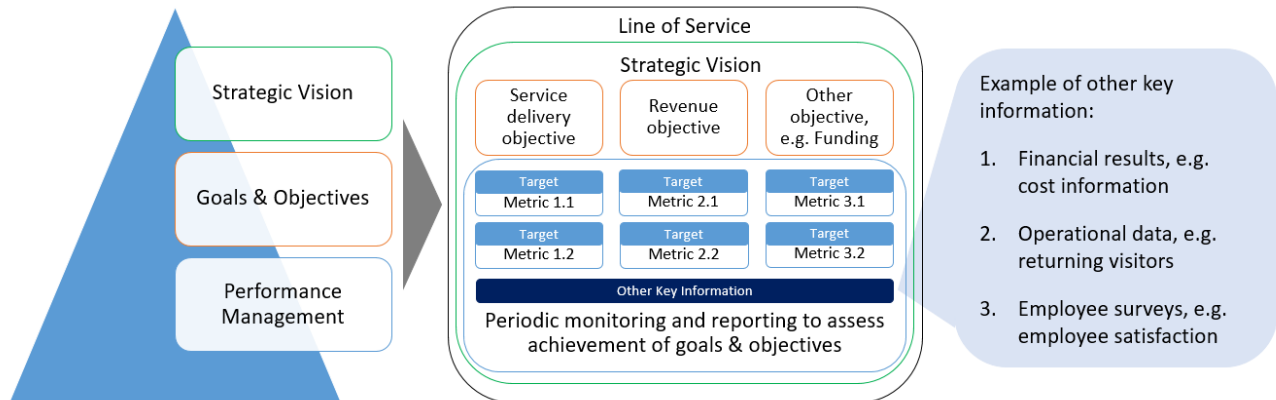 Strategic Vision
Goals & Objectives
Performance
Management
Line of Service
Strategic Vision
Service
delivery
objective
Revenue
objective
Other
objective,
e.g. Funding
Target
Metric 1.1
Target
Metric 2.1
Target
Metric 3.1
Target
Metric 1.2
Target
Metric 2.2
Target
Metric 3.2
Other Key Information
Periodic monitoring and reporting to assess
achievement of goals & objectives
Example of other key
information:
1. Financial results, e.g.
cost information
2. Operational data, e.g.
returning visitors
3. Employee surveys, e.g.
employee satisfaction